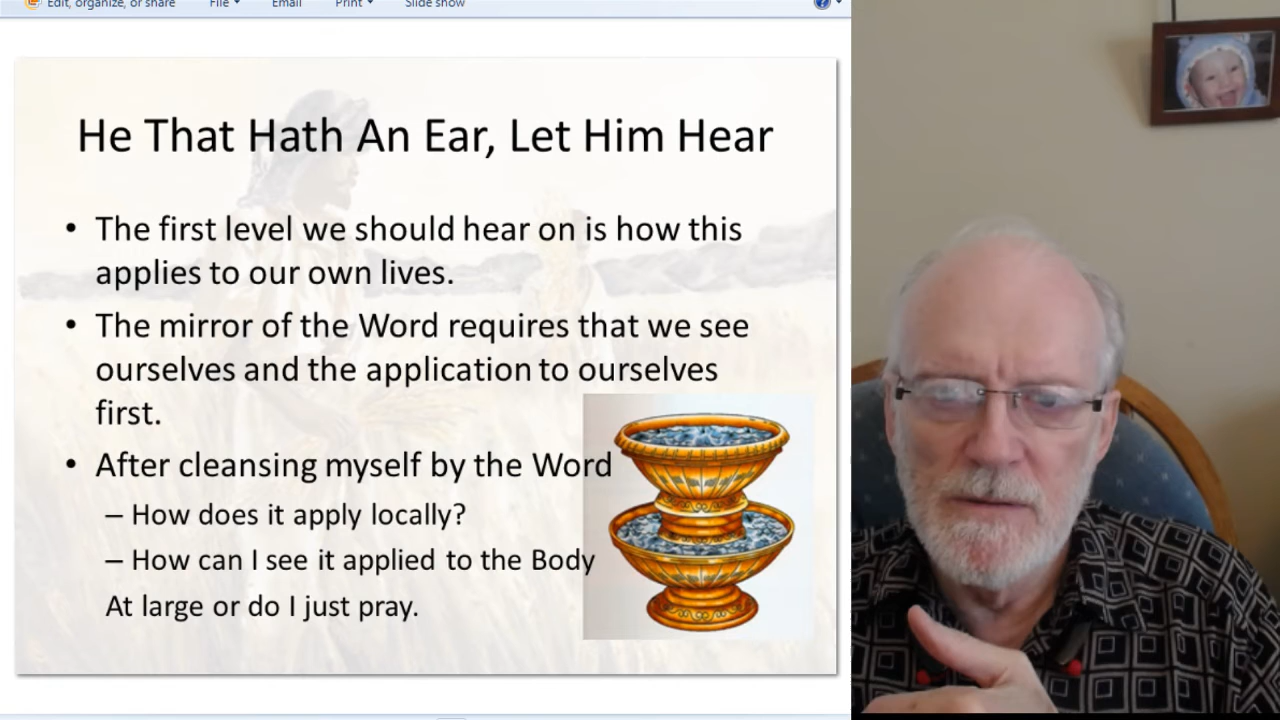 Edit, organize, or share File Email Print Slide show
He That Hath An Ear, Let Him Hear
• The first level we should hear on is how this
applies to our own lives.
• The mirror of the Word requires that we see
ourselves and the application to ourselves
first.
• After cleansing myself by the Word
– How does it apply locally?
– How can I see it applied to the Body
At large or do I just pray.